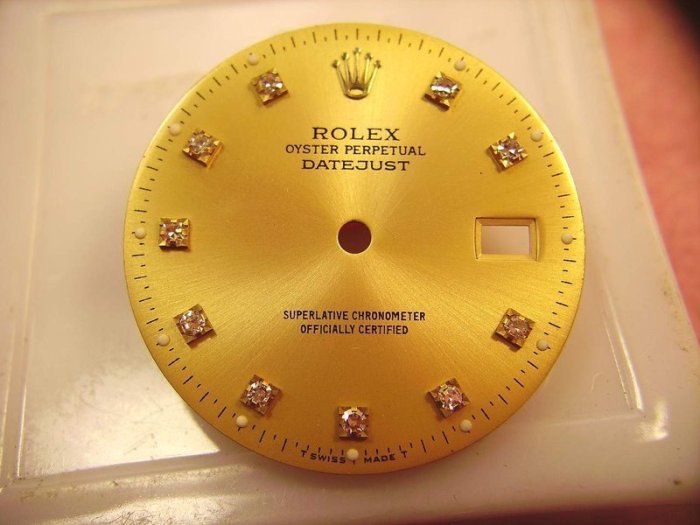 ROLEX
OYSTER PERPETUAL
DATEJUST
SUPERLATIVE CHRONOMETER
OFFICIALLY CERTIFIED
T SWISS T MADE T